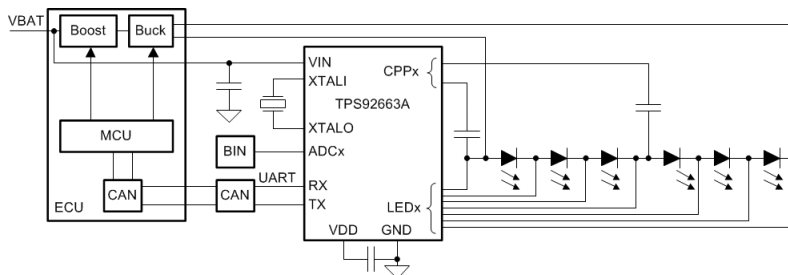 VBAT
Boost
Buck
VIN
CPPx
XTALI
TPS92663A
MCU
XTALO
BIN
ADCx
UART
CAN
CAN
RX
TX
LEDx
ECU
VDD
GND